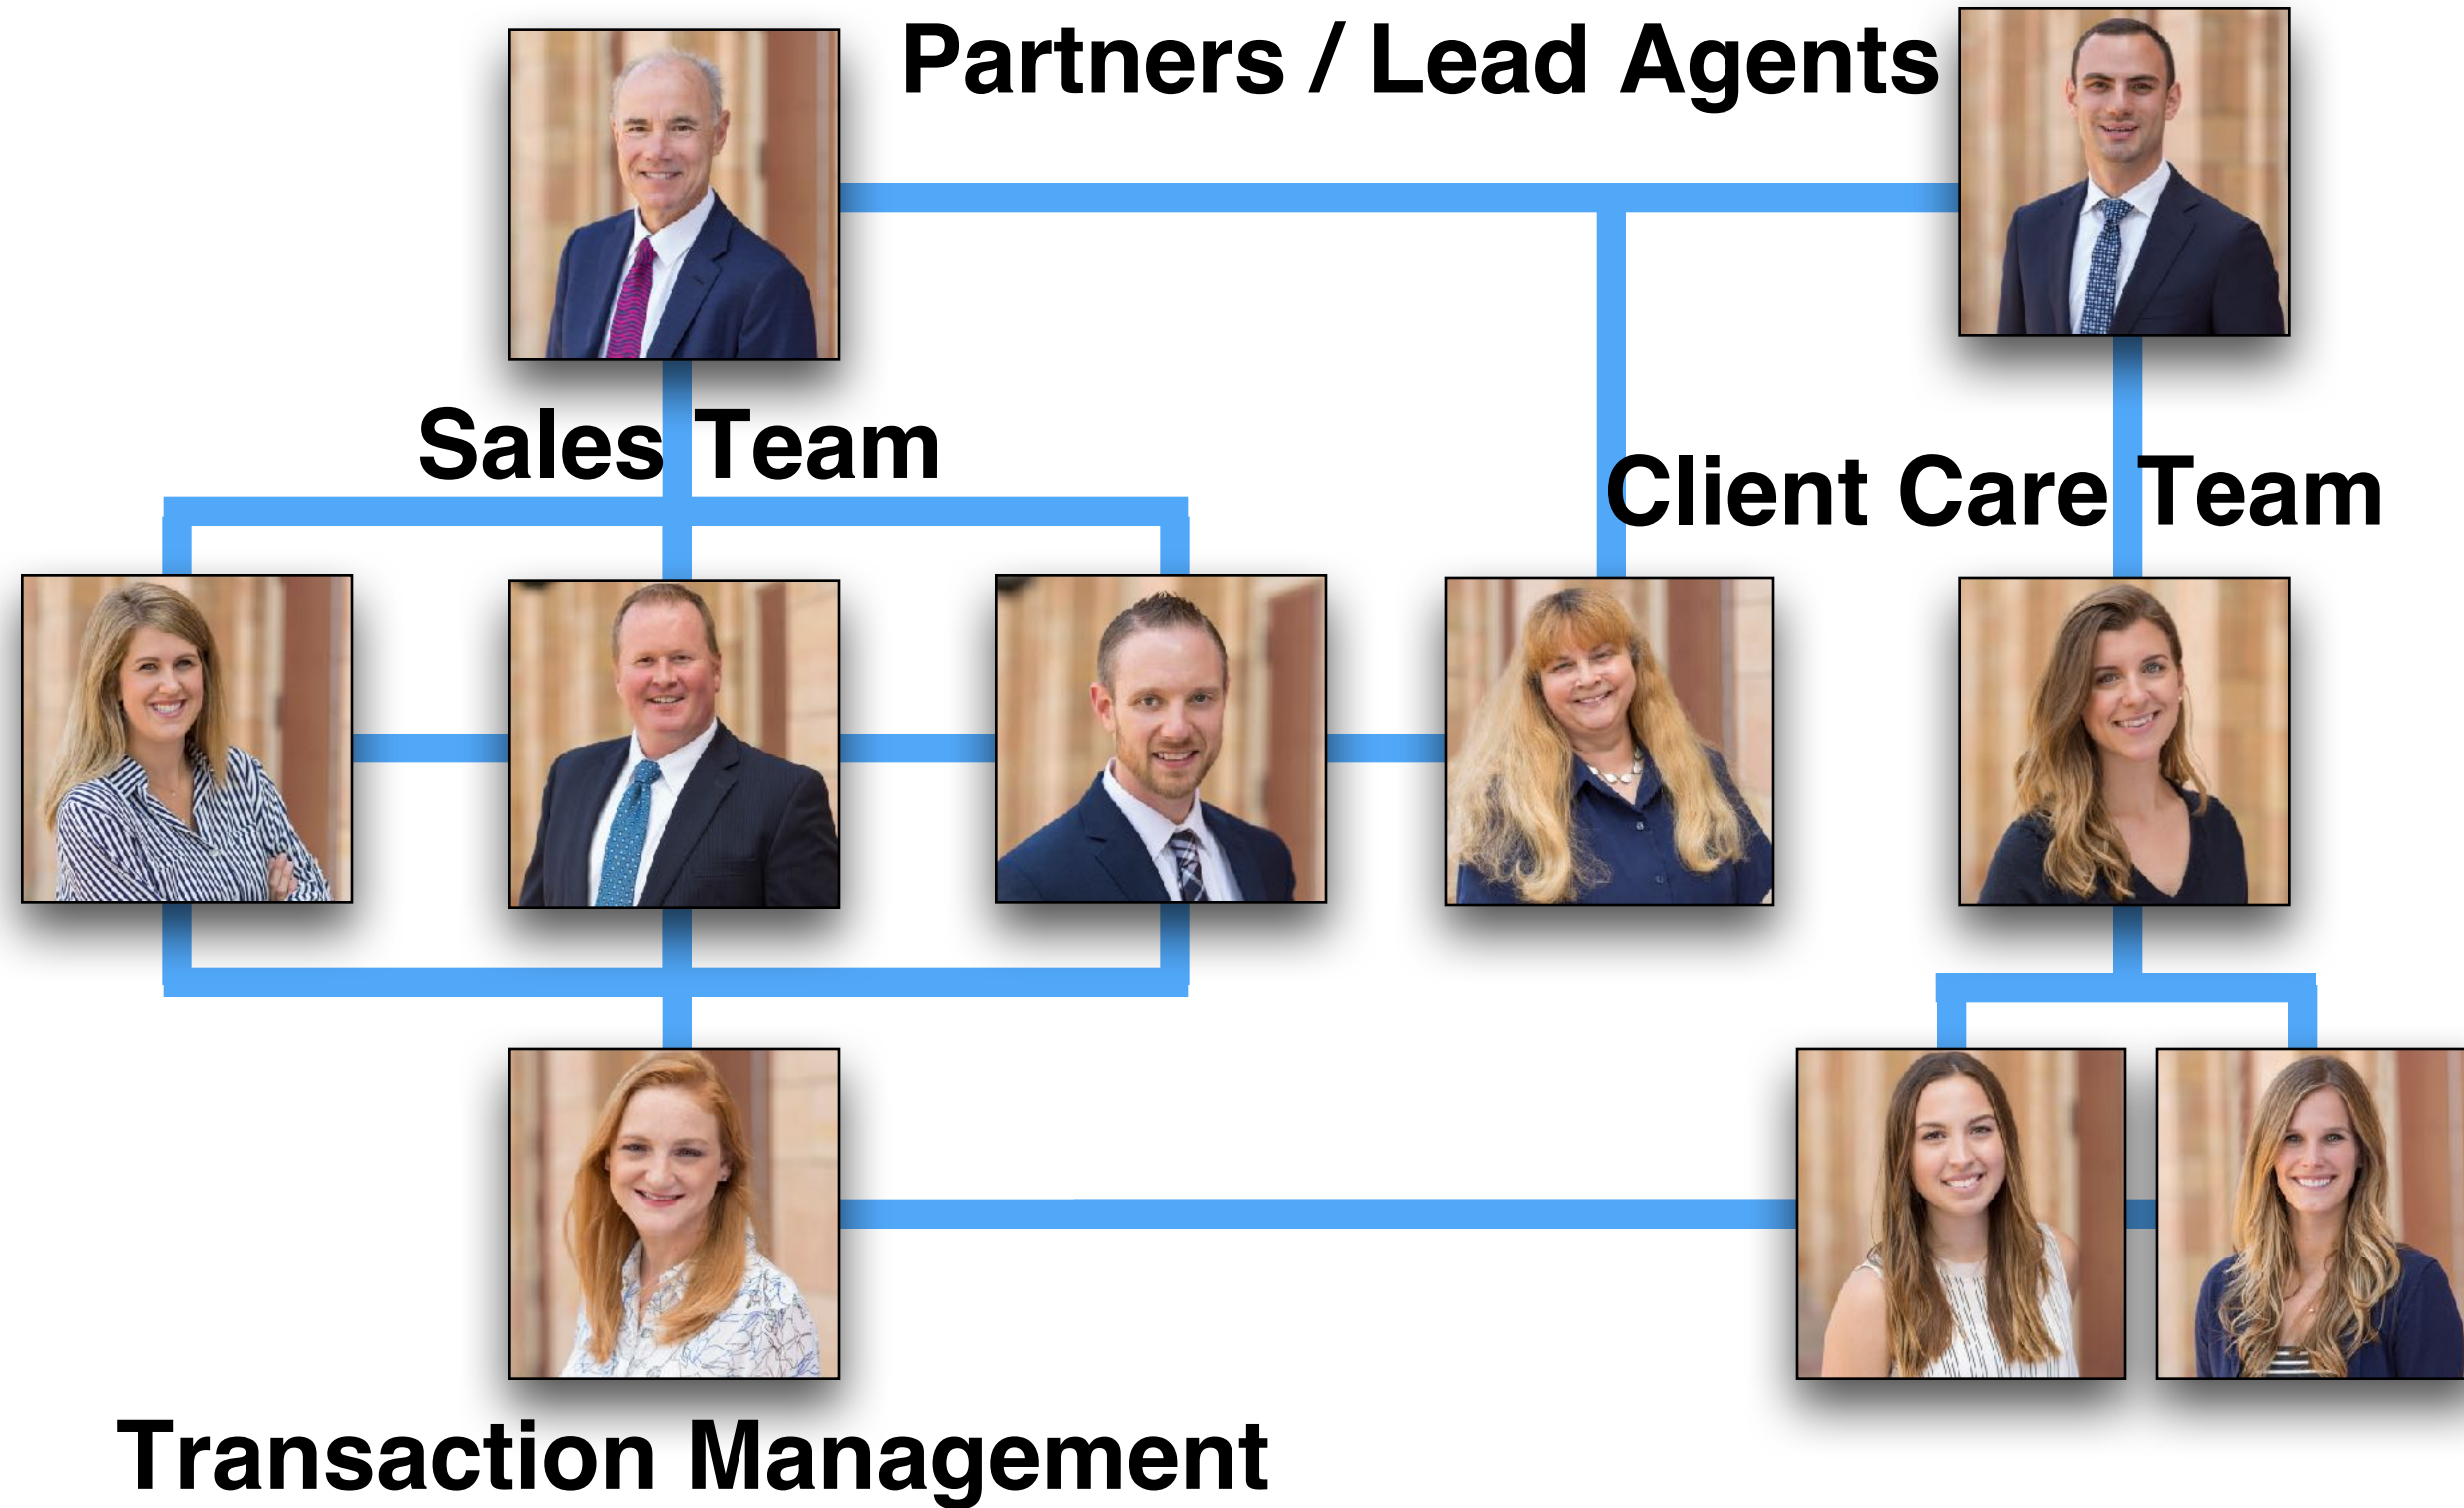 Partners / Lead Agents
Sales Team
Client Care Team
Transaction Management